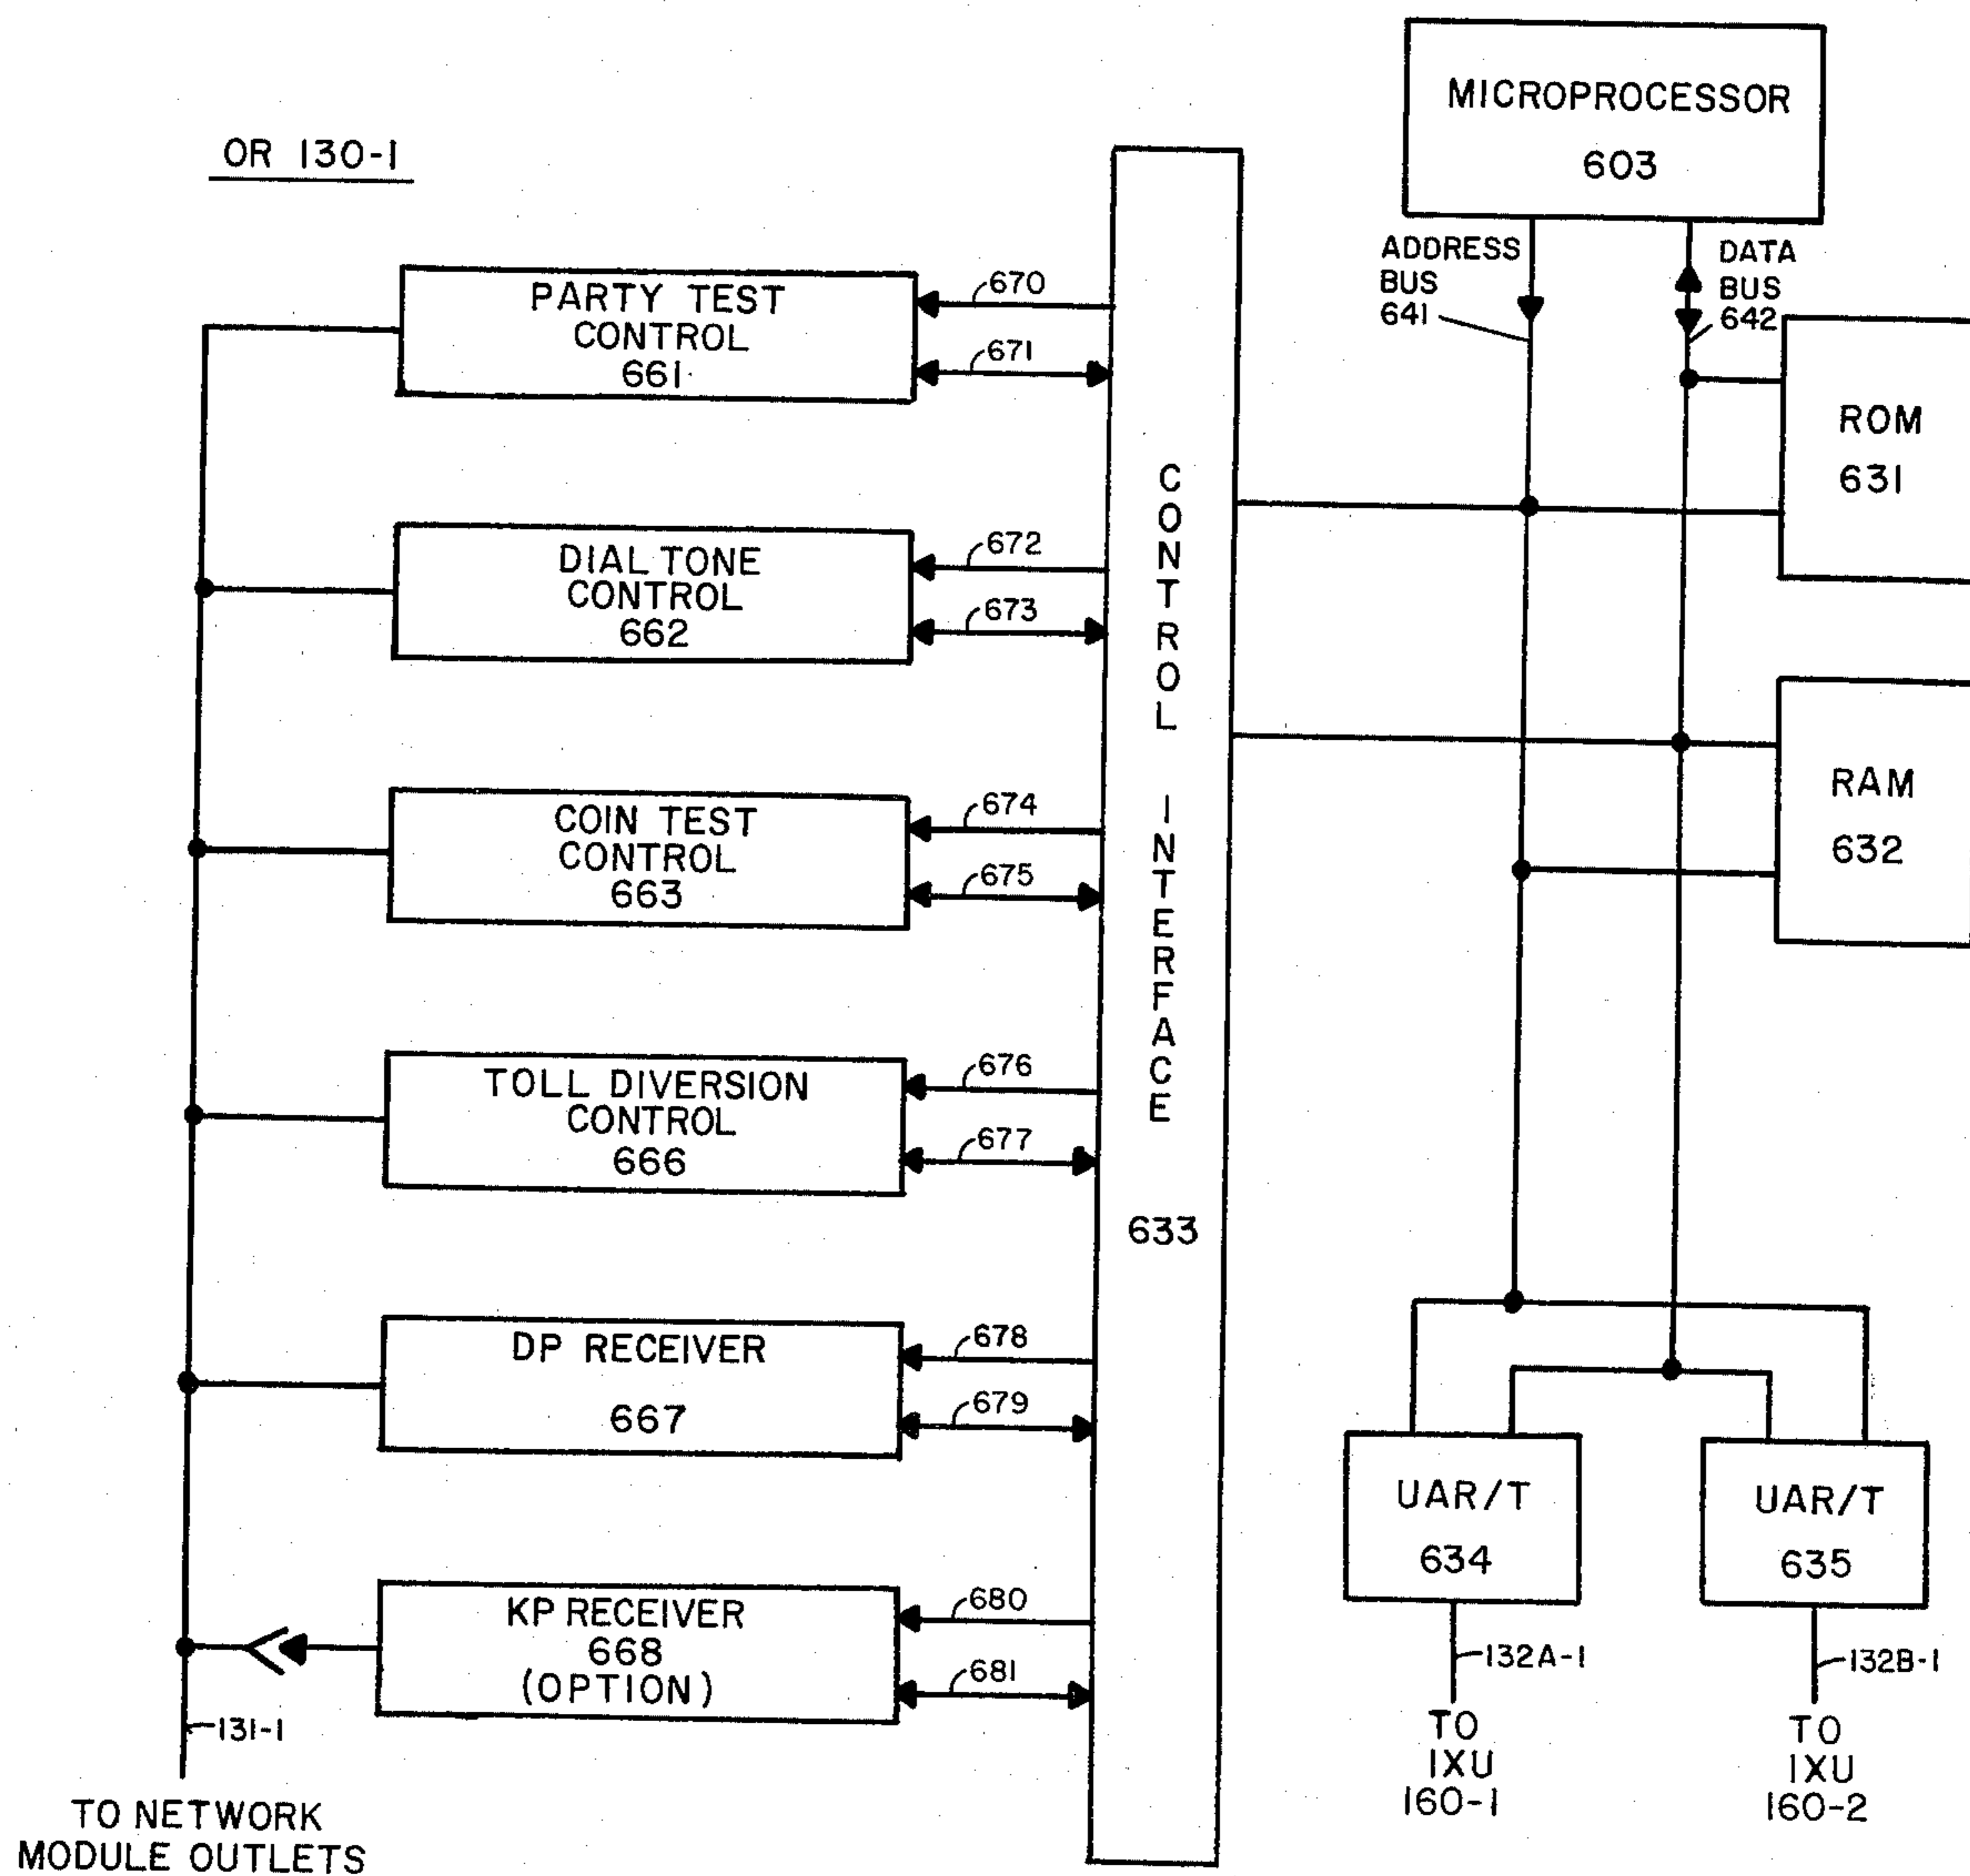 OR 130-1
MICROPROCESSOR
603
ADDRESS
BUS
641
DATA
BUS
642
PARTY TEST
CONTROL
661
670
671
ROM
631
DIAL TONE
CONTROL
662
672
673
CONTROL INTERFACE
633
COIN TEST
CONTROL
663
674
675
RAM
632
TOLL DIVERSION
CONTROL
666
676
677
DP RECEIVER
667
678
679
UAR/T
634
UAR/T
635
KP RECEIVER
668
(OPTION)
680
681
132A-1
132B-1
TO
IXU
160-1
TO
IXU
160-2
131-1
TO NETWORK
MODULE OUTLETS